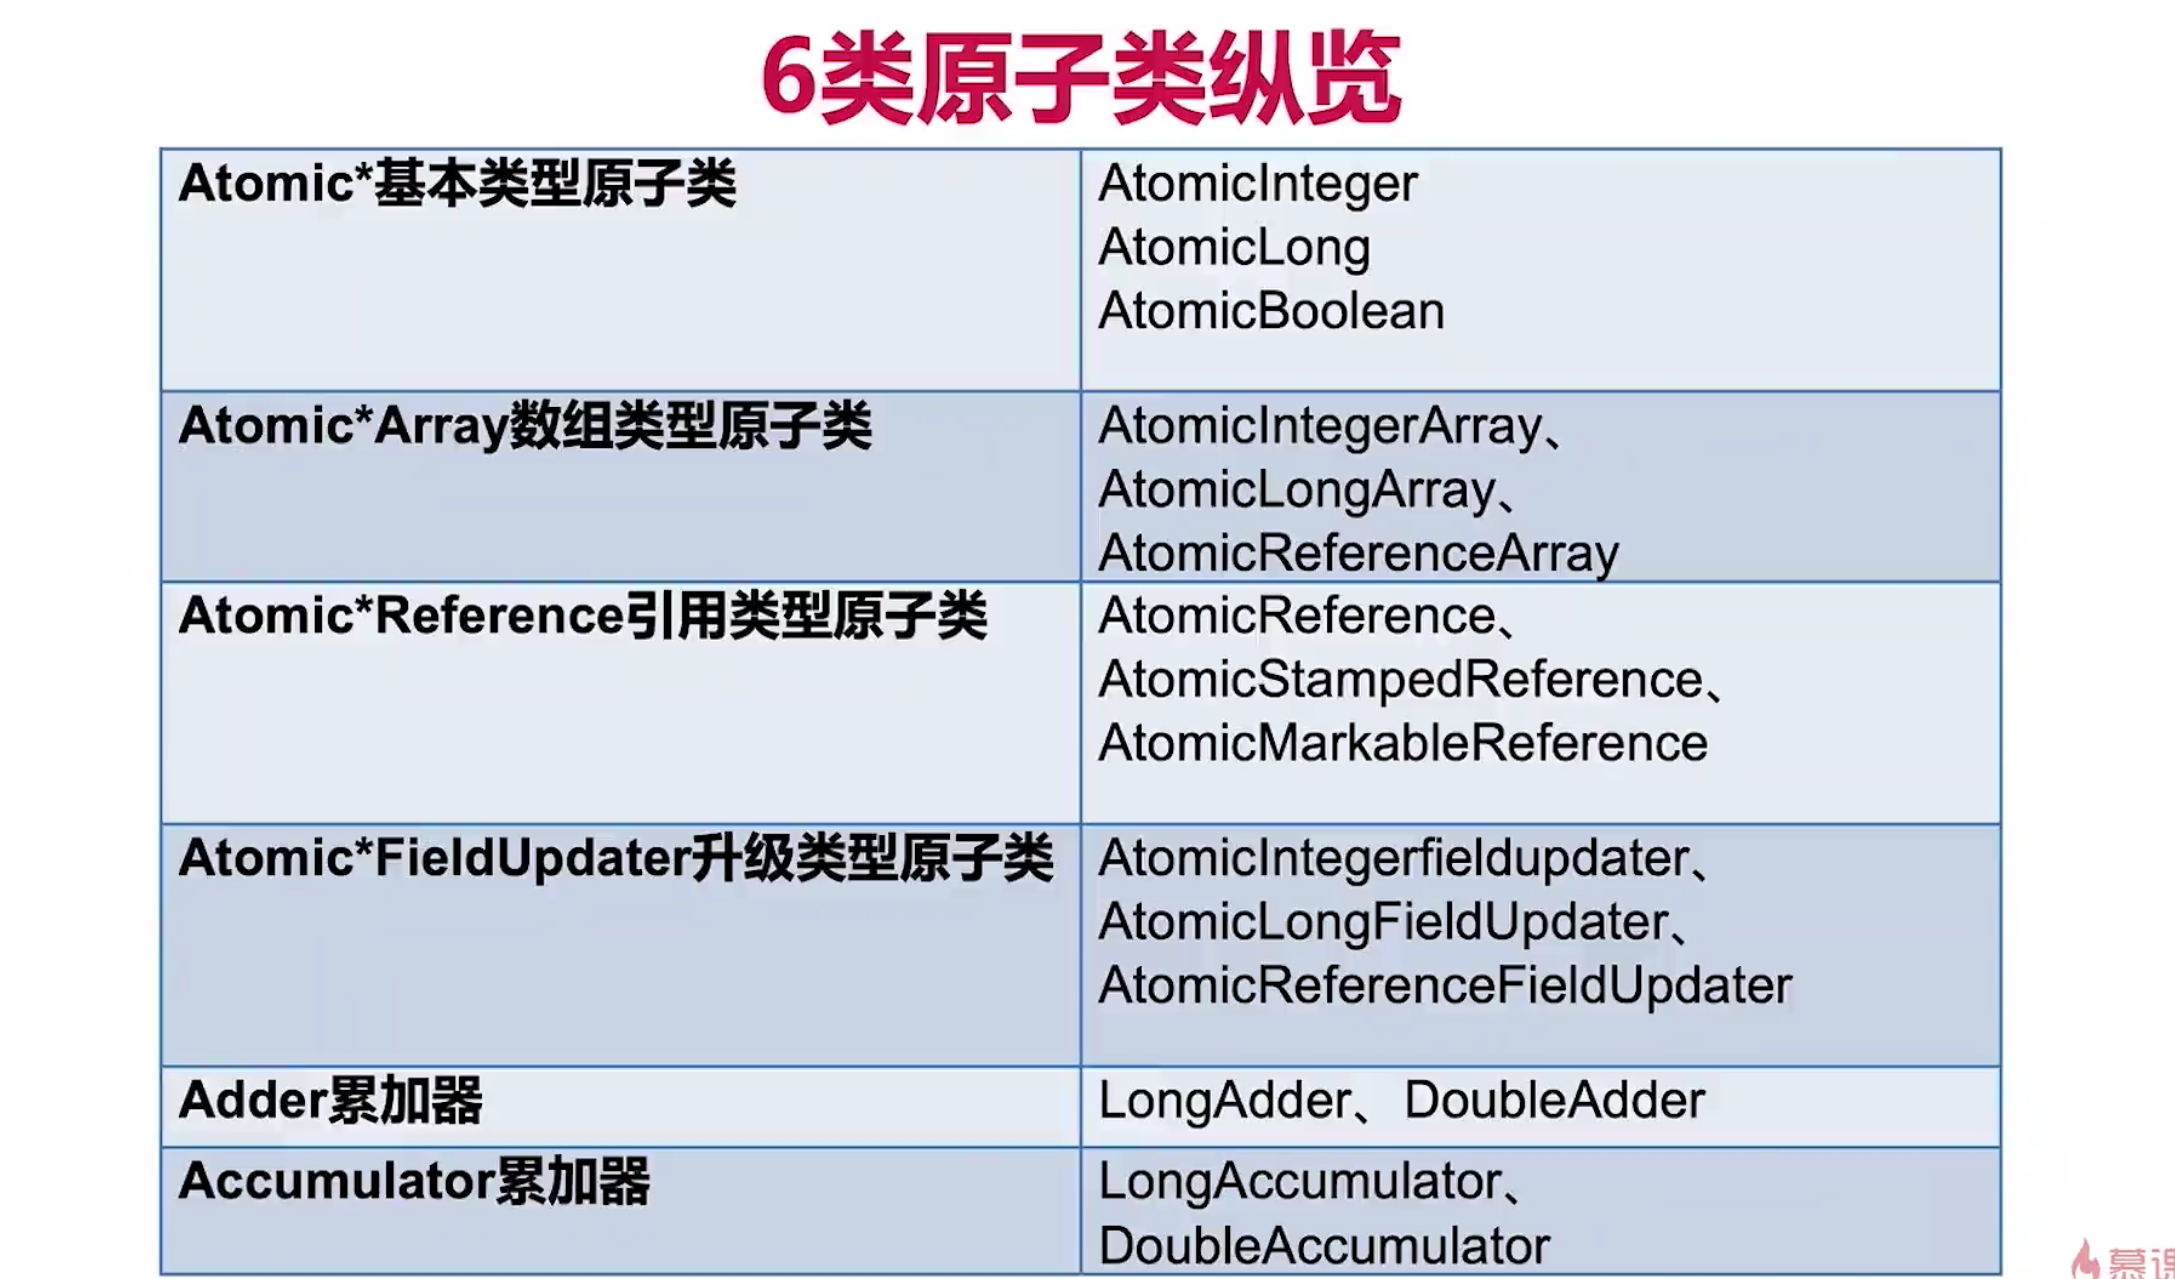 6类原子类纵览
Atomic*基本类型原子类
AtomicInteger
AtomicLong
AtomicBoolean
Atomic*Array数组类型原子类
AtomicIntegerArray、
AtomicLongArray、
AtomicReferenceArray
Atomic*Reference引用类型原子类
AtomicReference、
AtomicStampedReference、
AtomicMarkableReference
Atomic*FieldUpdater升级类型原子类
AtomicIntegerfieldupdater、
AtomicLongFieldUpdater、
AtomicReferenceFieldUpdater
Adder累加器
LongAdder、DoubleAdder
Accumulator累加器
LongAccumulator、
DoubleAccumulator
慕课